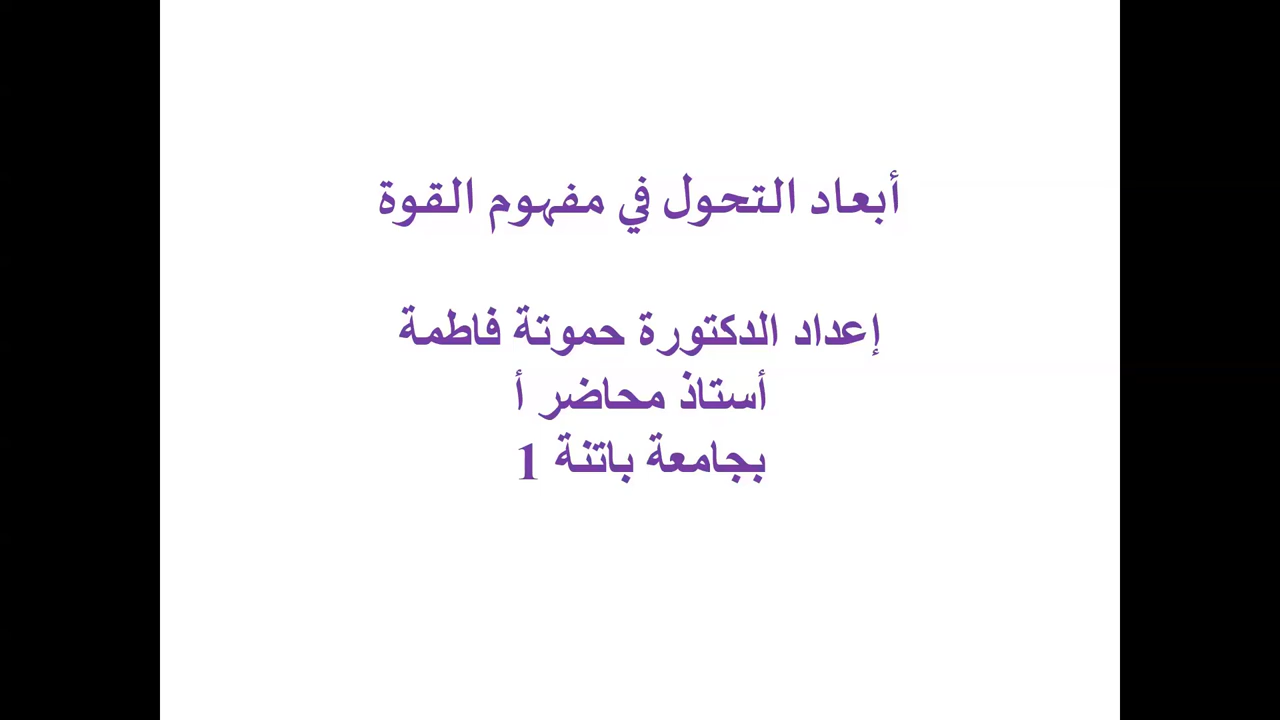 أبعاد التحول في مفهوم القوة
إعداد الدكتورة حموتة فاطمة
أستاذ محاضر أ
بجامعة باتنة 1